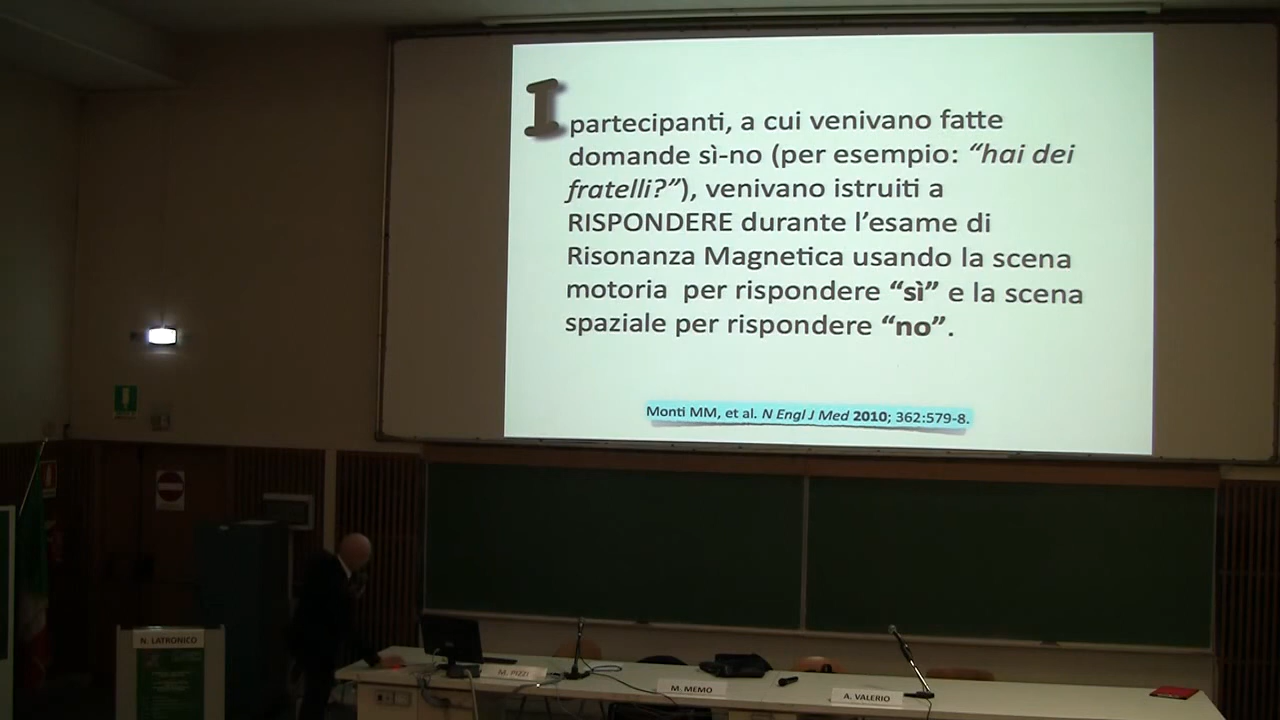 I partecipanti, a cui venivano fatte
domande sì-no (per esempio: “hai dei
fratelli?”), venivano istruiti a
RISPONDERE durante l’esame di
Risonanza Magnetica usando la scena
motoria per rispondere “sì” e la scena
spaziale per rispondere “no”.
Monti MM, et al. N Engl J Med 2010; 362:579-8.
N. LATRONICO
M. PIZZI
M. MEMO
A. VALERIO